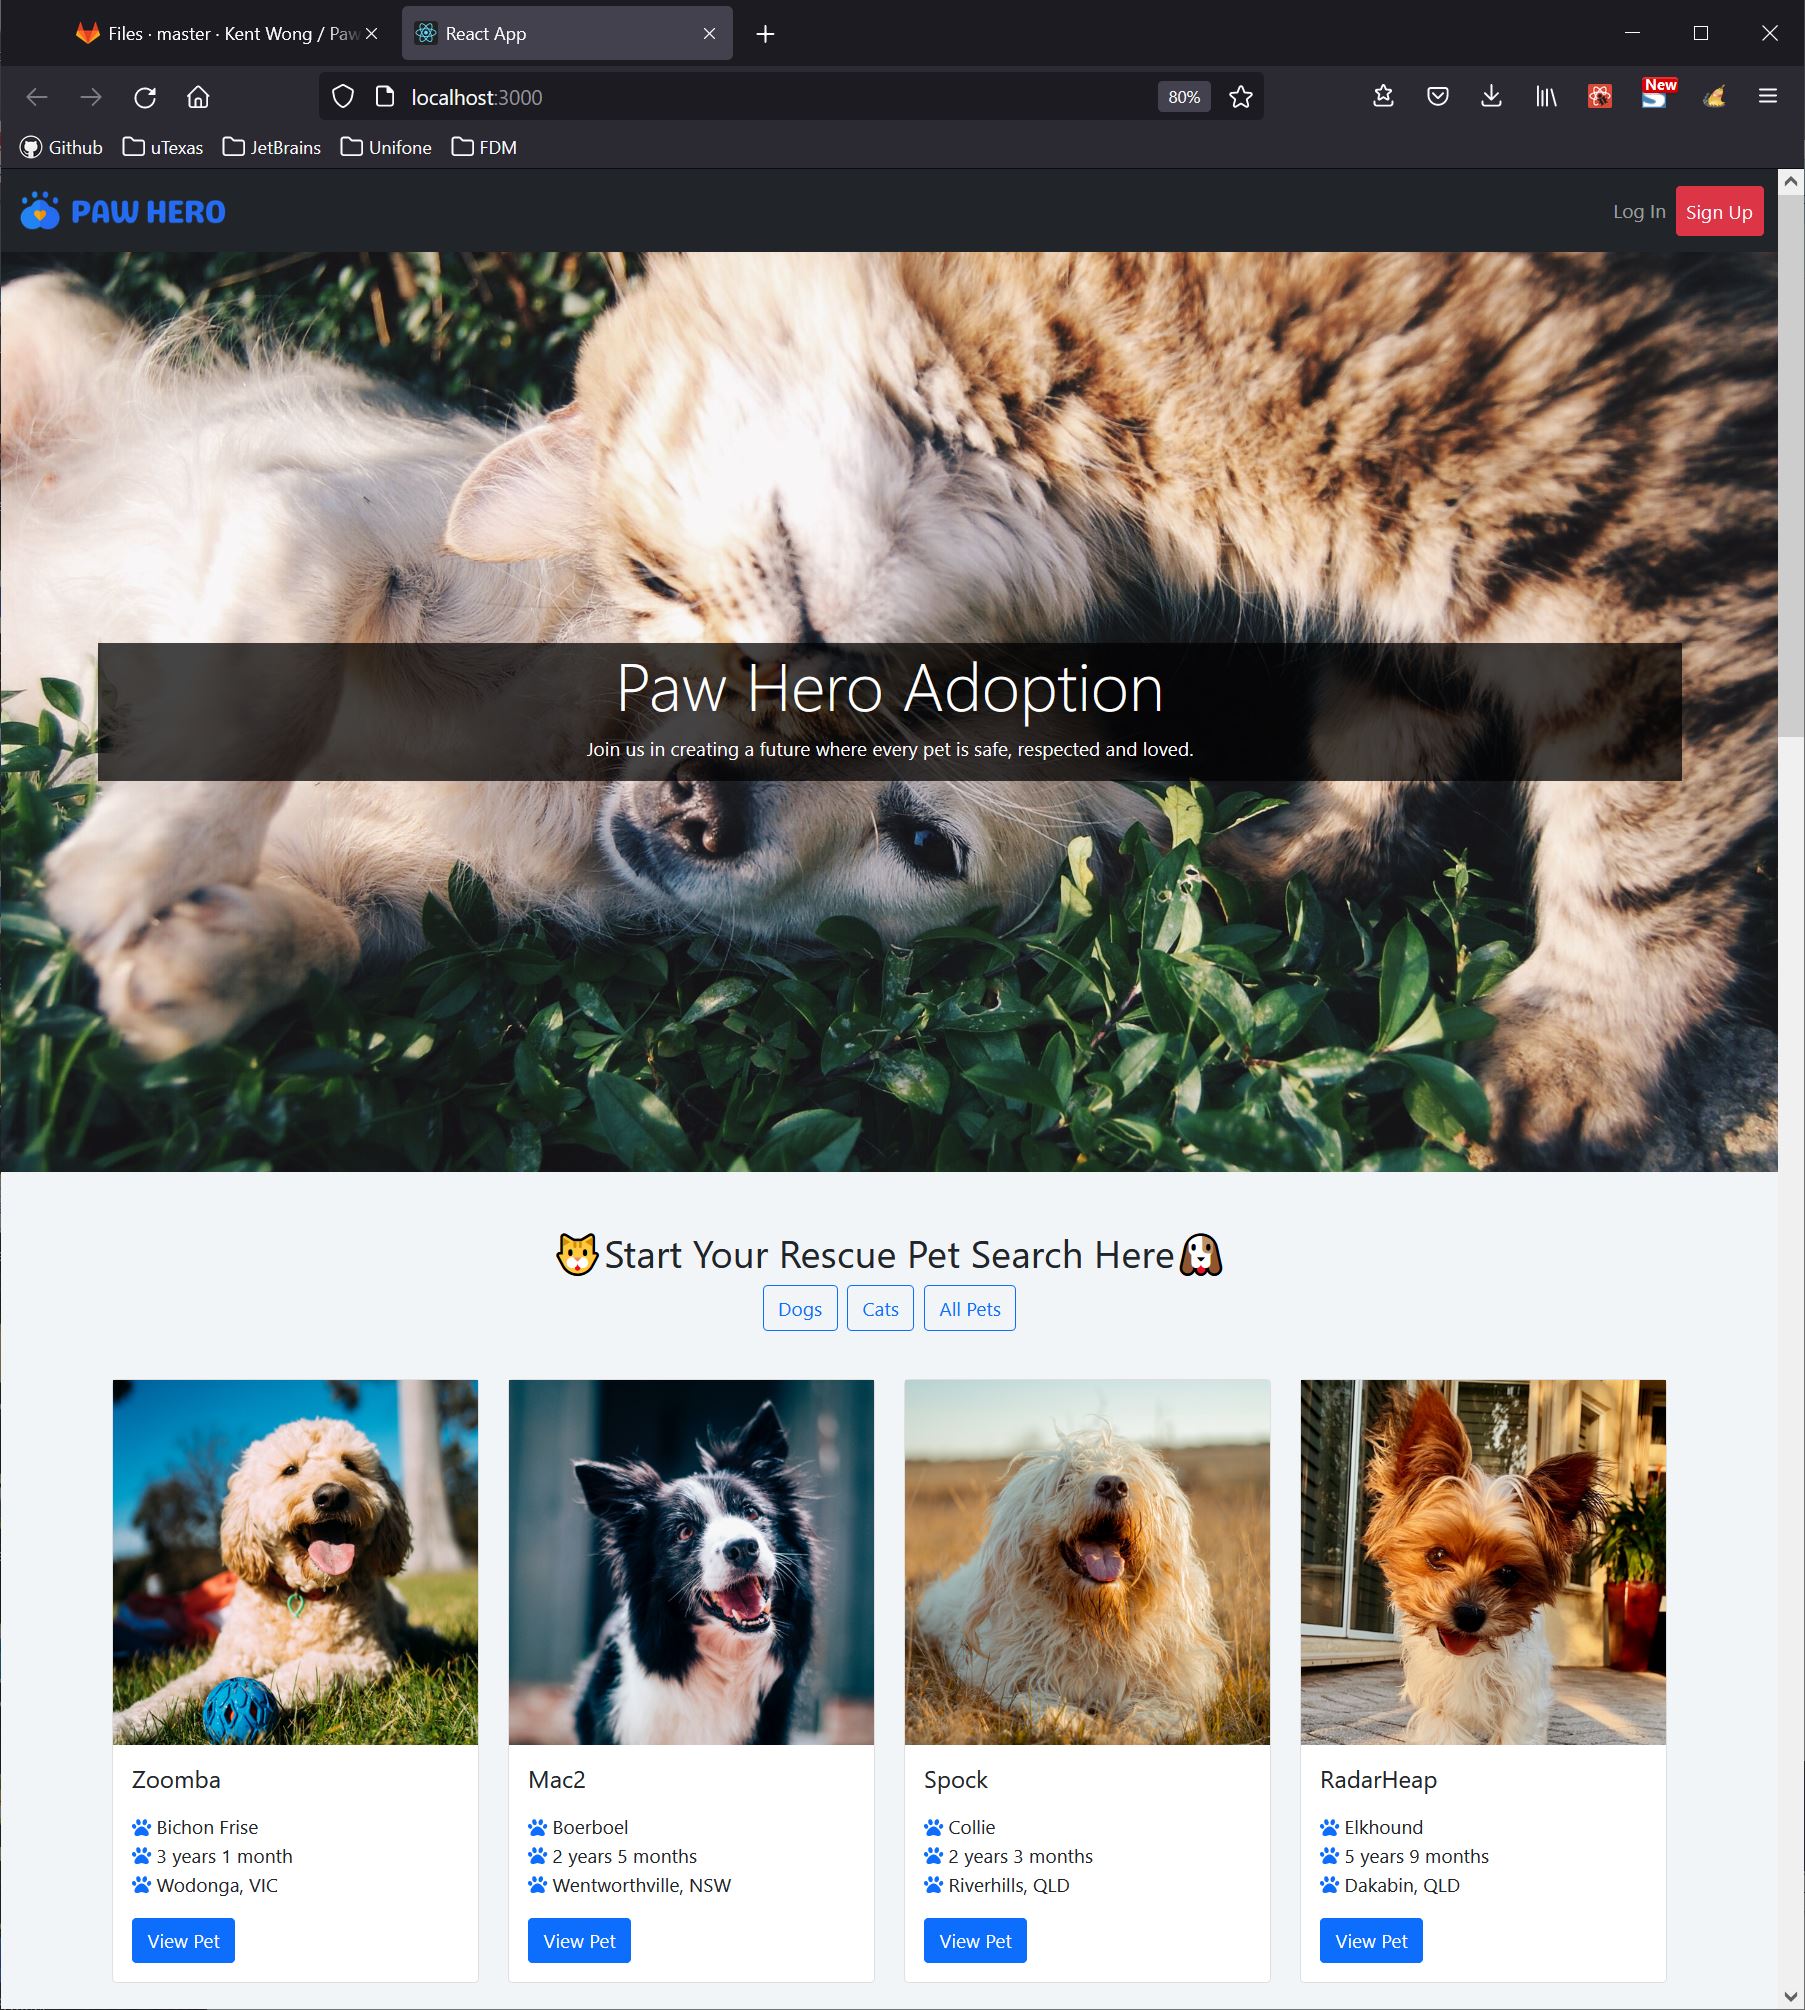 Files · master · Kent Wong / Paw
React App
localhost:3000
80%
New
Github
uTexas
JetBrains
Unifone
FDM
PAW HERO
Log In
Sign Up
Paw Hero Adoption
Join us in creating a future where every pet is safe, respected and loved.
Start Your Rescue Pet Search Here
Dogs
Cats
All Pets
Zoomba
Bichon Frise
3 years 1 month
Wodonga, VIC
View Pet
Mac2
Boerboel
2 years 5 months
Wentworthville, NSW
View Pet
Spock
Collie
2 years 3 months
Riverhills, QLD
View Pet
RadarHeap
Elkhound
5 years 9 months
Dakabin, QLD
View Pet